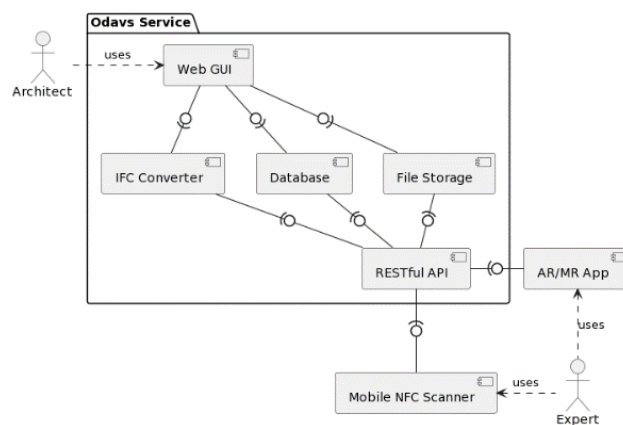 Odavs Service
uses
Web GUI
Architect
IFC Converter
Database
File Storage
RESTful API
AR/MR App
uses
Mobile NFC Scanner
uses
Expert